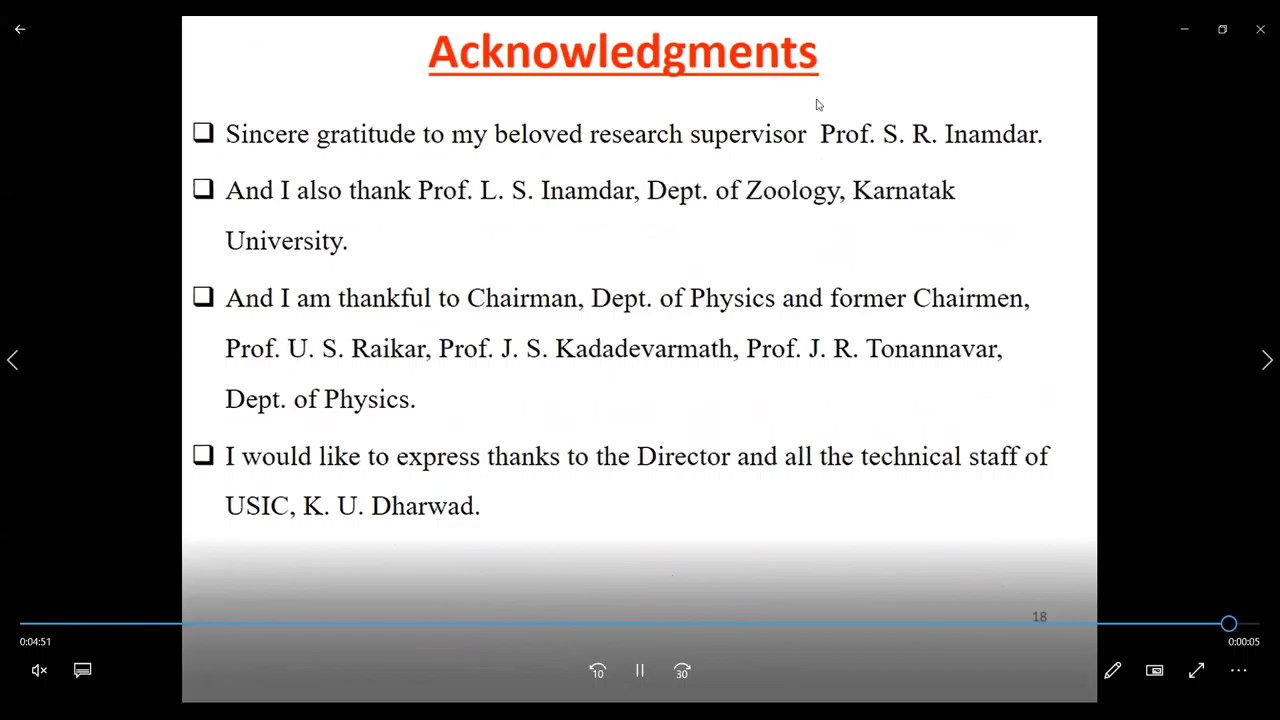 Acknowledgments
Sincere gratitude to my beloved research supervisor Prof. S. R. Inamdar.
And I also thank Prof. L. S. Inamdar, Dept. of Zoology, Karnatak
University.
And I am thankful to Chairman, Dept. of Physics and former Chairmen,
Prof. U. S. Raikar, Prof. J. S. Kadadevarmath, Prof. J. R. Tonannavar,
Dept. of Physics.
I would like to express thanks to the Director and all the technical staff of
USIC, K. U. Dharwad.
18
0:04:51
0:00:05
10
30